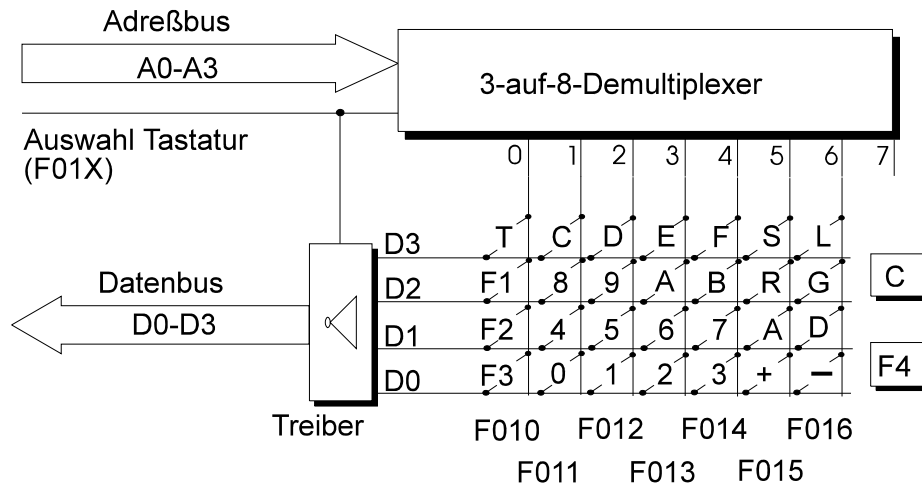 Adreßbus
A0-A3
3-auf-8-Demultiplexer
Auswahl Tastatur
(F01X)
0 1 2 3 4 5 6 7
D3 T C D E F S L
Datenbus
D2 F1 8 9 A B R G
C
D0-D3
D1 F2 4 5 6 7 A D
D0 F3 0 1 2 3 + −
F4
Treiber
F010 F012 F014 F016
F011 F013 F015